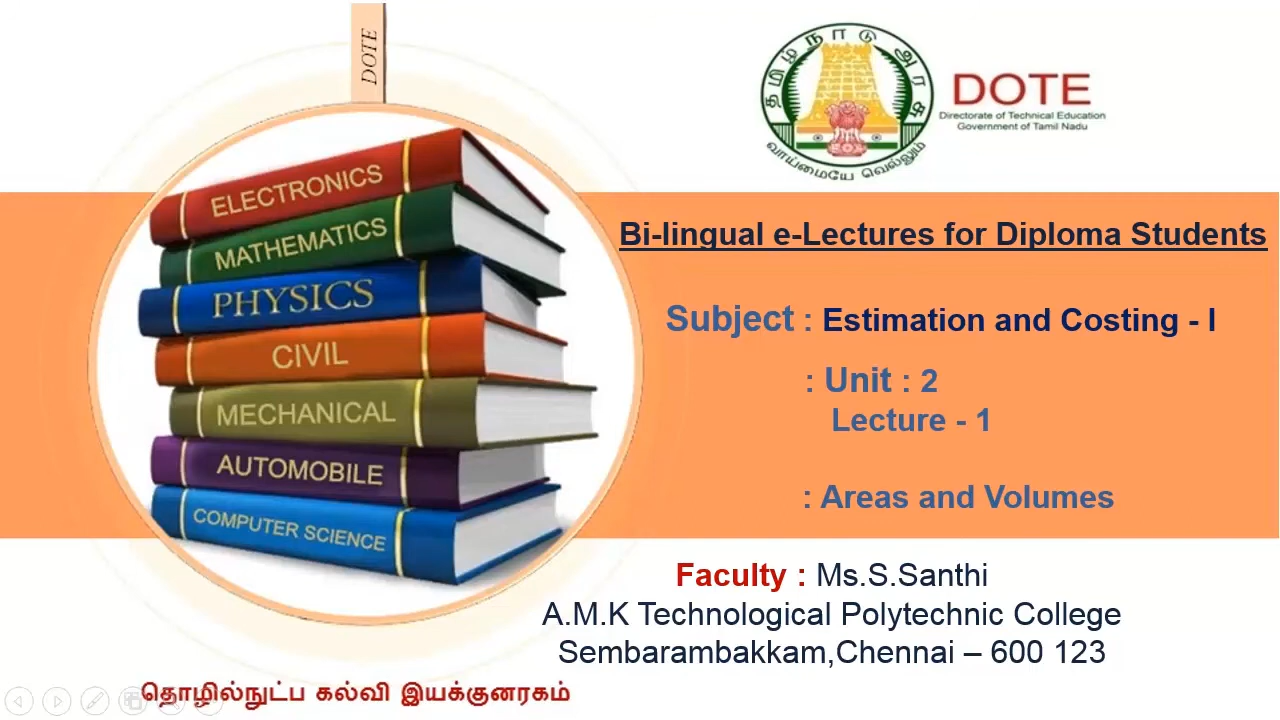 DOTE
தமிழ்நாடு அரசு
வாய்மையே வெல்லும்
DOTE
Directorate of Technical Education
Government of Tamil Nadu
ELECTRONICS
MATHEMATICS
PHYSICS
CIVIL
MECHANICAL
AUTOMOBILE
COMPUTER SCIENCE
Bi-lingual e-Lectures for Diploma Students
Subject : Estimation and Costing - I
: Unit : 2
Lecture - 1
: Areas and Volumes
Faculty : Ms.S.Santhi
A.M.K Technological Polytechnic College
Sembarambakkam,Chennai – 600 123
தொழில்நுட்ப கல்வி இயக்குனரகம்